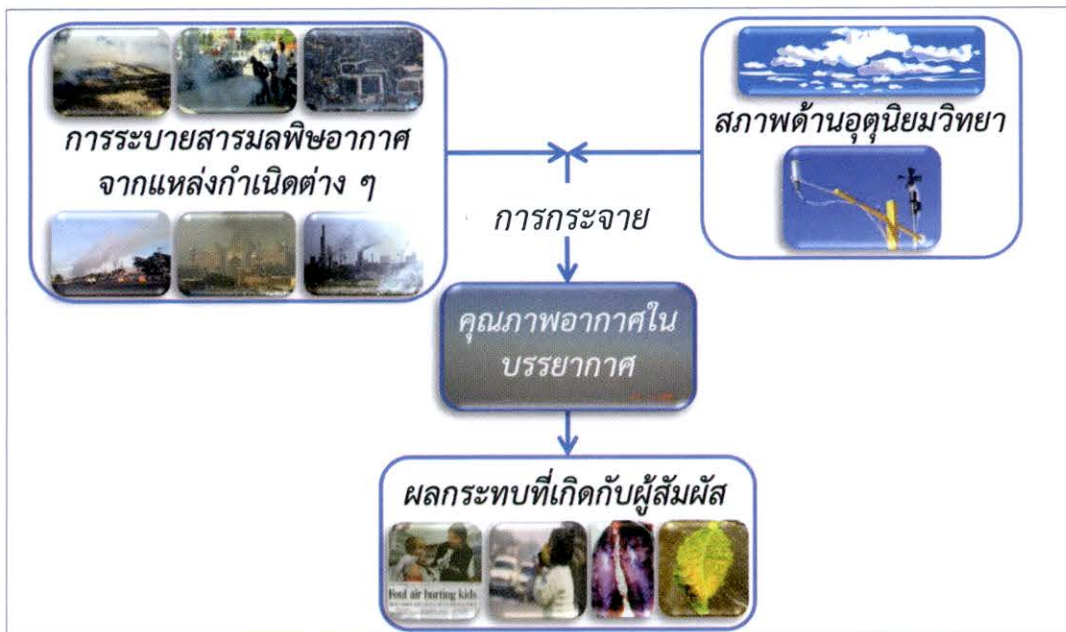 การระบายสารมลพิษอากาศ
จากแหล่งกำเนิดต่าง ๆ
สภาพด้านอุตุนิยมวิทยา
การกระจาย
คุณภาพอากาศใน
บรรยากาศ
ผลกระทบที่เกิดกับผู้สัมผัส
Foul air hurting kids